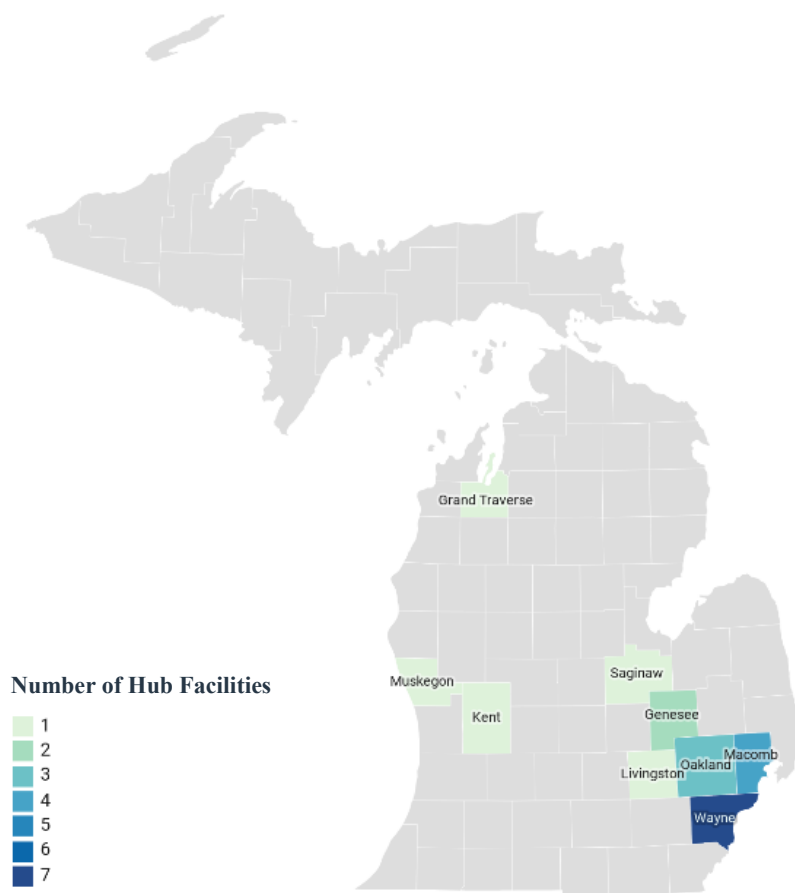 Grand Traverse
Muskegon
Kent
Saginaw
Genesee
Livingston
Oakland
Macomb
Wayne
Number of Hub Facilities
1
2
3
4
5
6
7